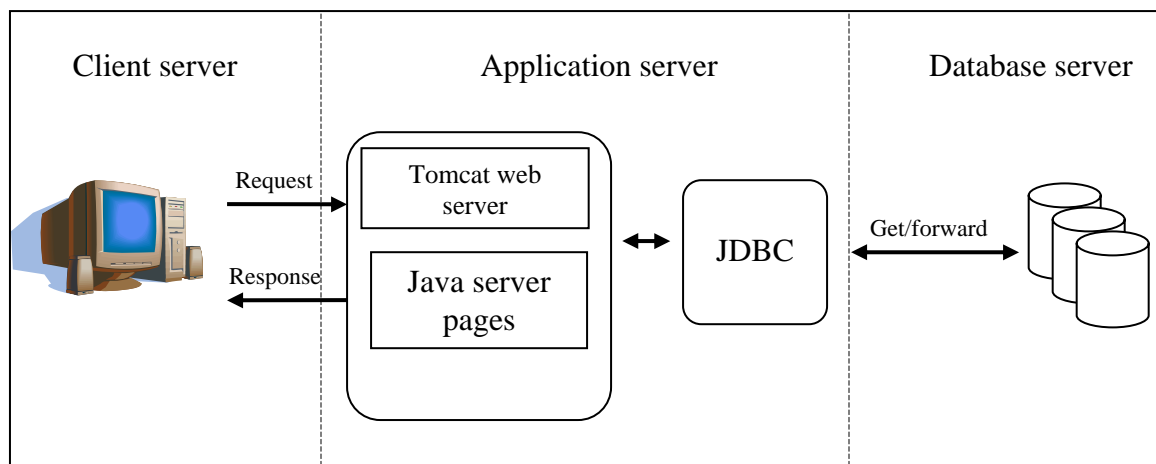 Client server
Application server
Database server
Request
Response
Tomcat web
server
Java server
pages
JDBC
Get/forward